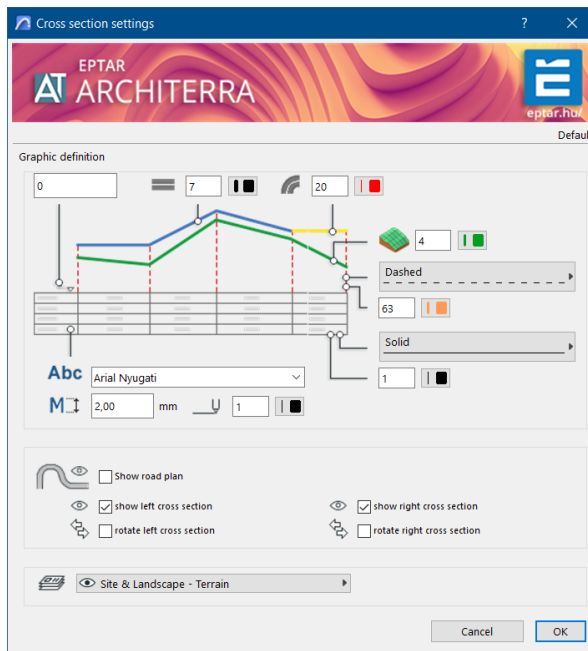 Cross section settings
?
EPTAR
AT ARCHITERRA
eptar.hu/
Defaul
Graphic definition
0
7
20
4
Dashed
63
Solid
1
Abc
Arial Nyugati
M
2,00
mm
1
Show road plan
show left cross section
show right cross section
rotate left cross section
rotate right cross section
Site & Landscape - Terrain
Cancel
OK